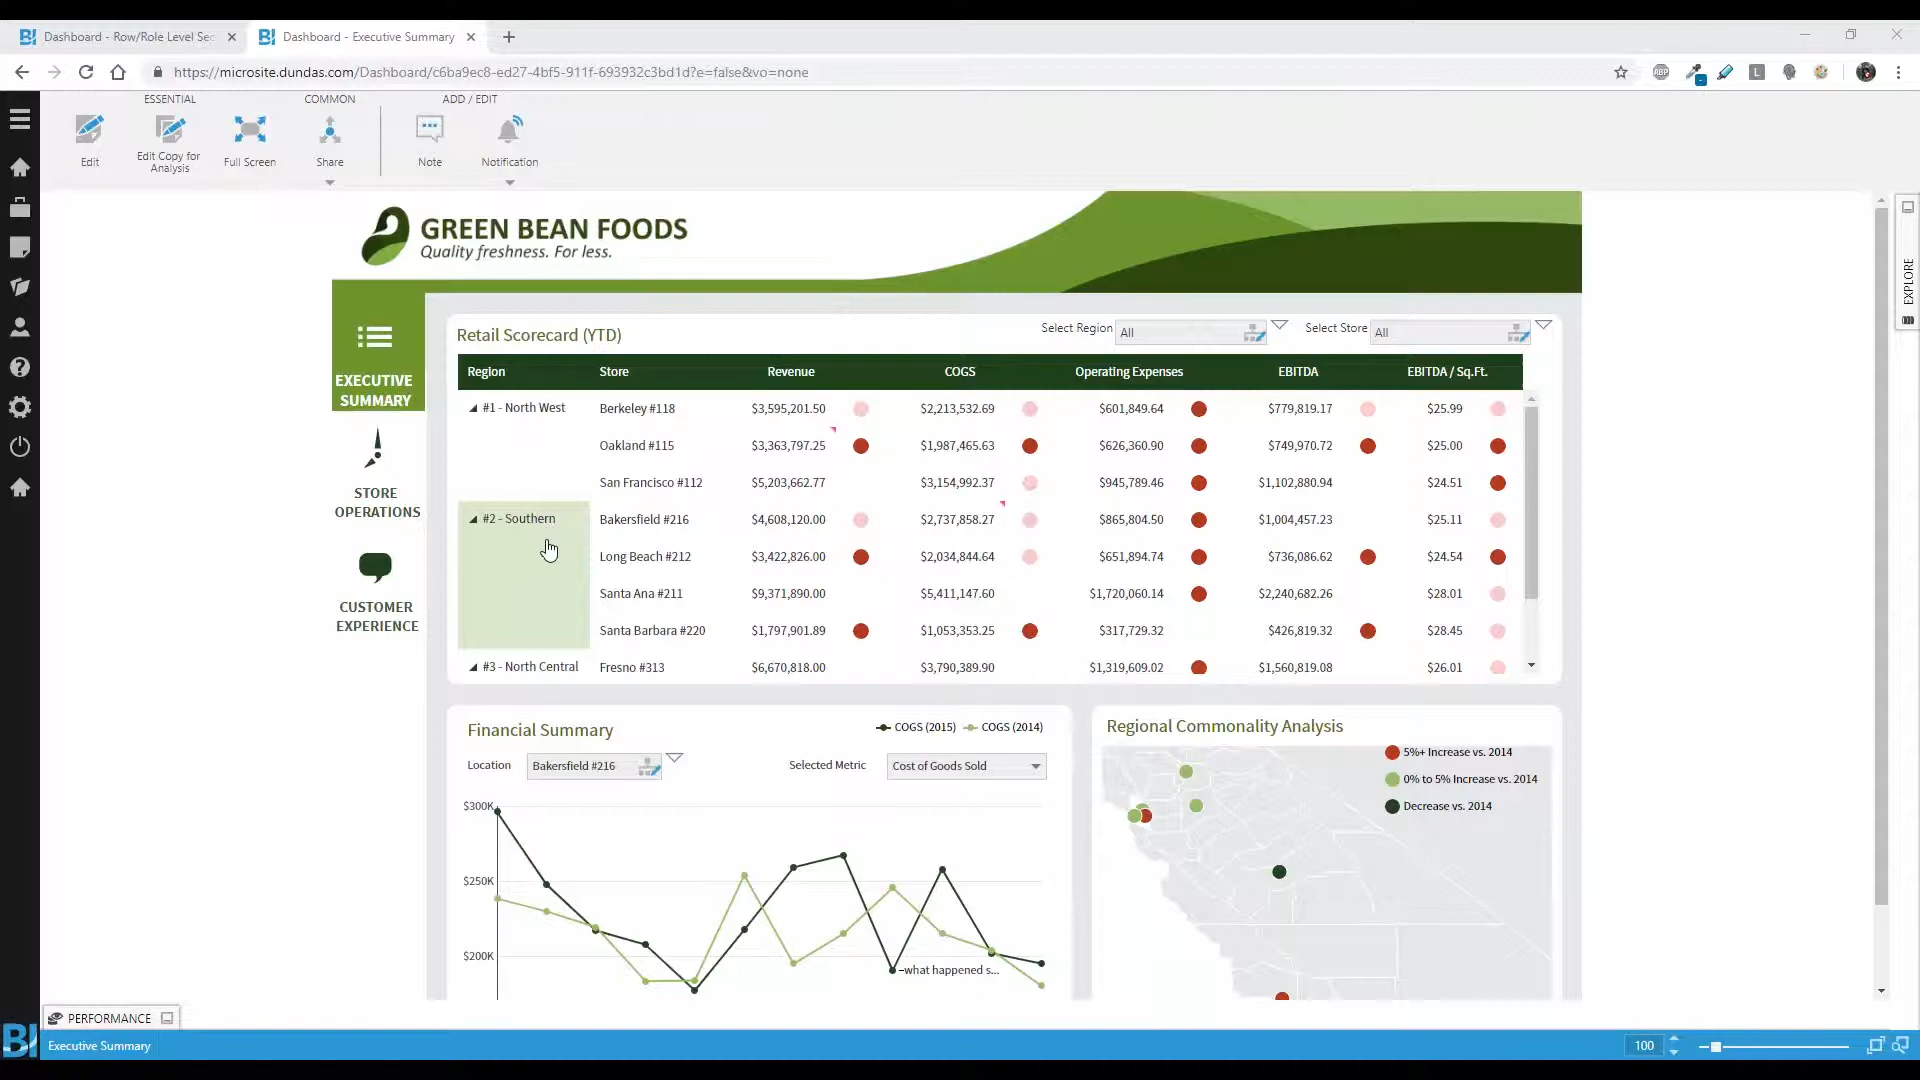 Dashboard - Row/Role Level Sec
Dashboard - Executive Summary
https://microsite.dundas.com/Dashboard/c6ba9ec8-ed27-4bf5-911f-693932c3bd1d?e=false&vo=none
ABP
L
ESSENTIAL
COMMON
ADD / EDIT
Edit
Edit Copy for
Analysis
Full Screen
Share
Note
Notification
GREEN BEAN FOODS
Quality freshness. For less.
EXPLORE
EXECUTIVE
SUMMARY
STORE
OPERATIONS
CUSTOMER
EXPERIENCE
Retail Scorecard (YTD)
Select Region All
Select Store All
Region Store Revenue COGS Operating Expenses EBITDA EBITDA / Sq.Ft.
#1 - North West Berkeley #118 $3,595,201.50 $2,213,532.69 $601,849.64 $779,819.17 $25.99
Oakland #115 $3,363,797.25 $1,987,465.63 $626,360.90 $749,970.72 $25.00
San Francisco #112 $5,203,662.77 $3,154,992.37 $945,789.46 $1,102,880.94 $24.51
#2 - Southern Bakersfield #216 $4,608,120.00 $2,737,858.27 $865,804.50 $1,004,457.23 $25.11
Long Beach #212 $3,422,826.00 $2,034,844.64 $651,894.74 $736,086.62 $24.54
Santa Ana #211 $9,371,890.00 $5,411,147.60 $1,720,060.14 $2,240,682.26 $28.01
Santa Barbara #220 $1,797,901.89 $1,053,353.25 $317,729.32 $426,819.32 $28.45
#3 - North Central Fresno #313 $6,670,818.00 $3,790,389.90 $1,319,609.02 $1,560,819.08 $26.01
Financial Summary
COGS (2015) COGS (2014)
Location Bakersfield #216
Selected Metric Cost of Goods Sold
$300K
$250K
$200K
what happened s...
Regional Commonality Analysis
5%+ Increase vs. 2014
0% to 5% Increase vs. 2014
Decrease vs. 2014
PERFORMANCE
BI
Executive Summary
100